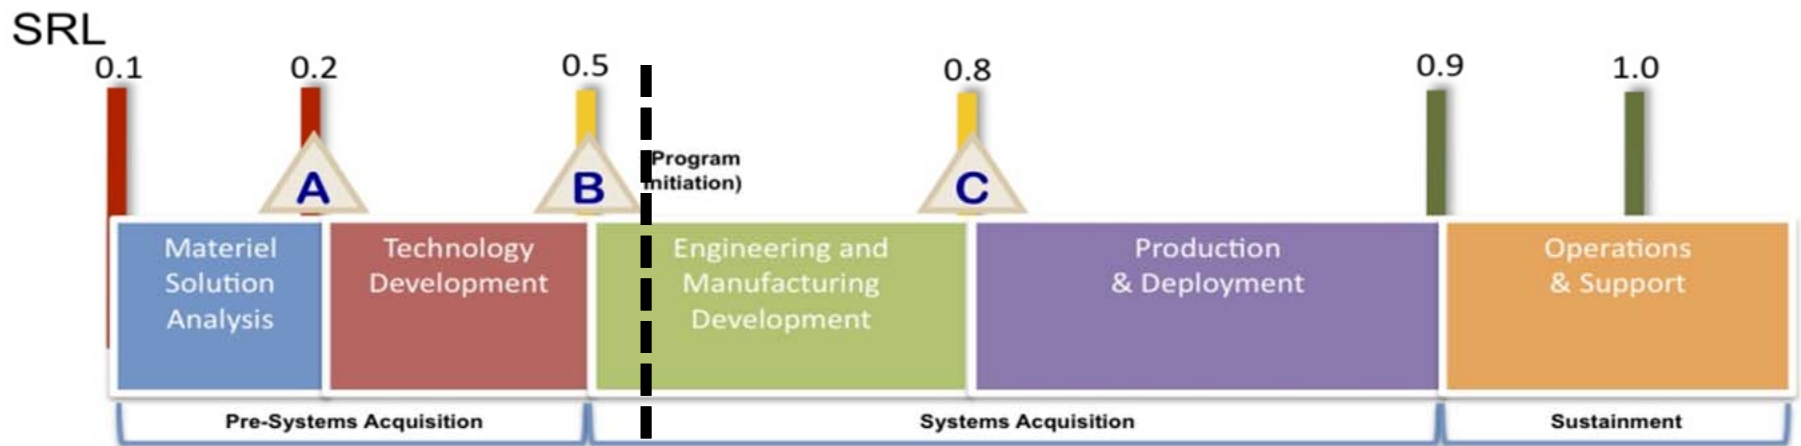 SRL
0.1 0.2 0.5 0.8 0.9 1.0
A B C
Program
nitiation)
Materiel
Solution
Analysis
Technology
Development
Engineering and
Manufacturing
Development
Production
& Deployment
Operations
& Support
Pre-Systems Acquisition Systems Acquisition Sustainment